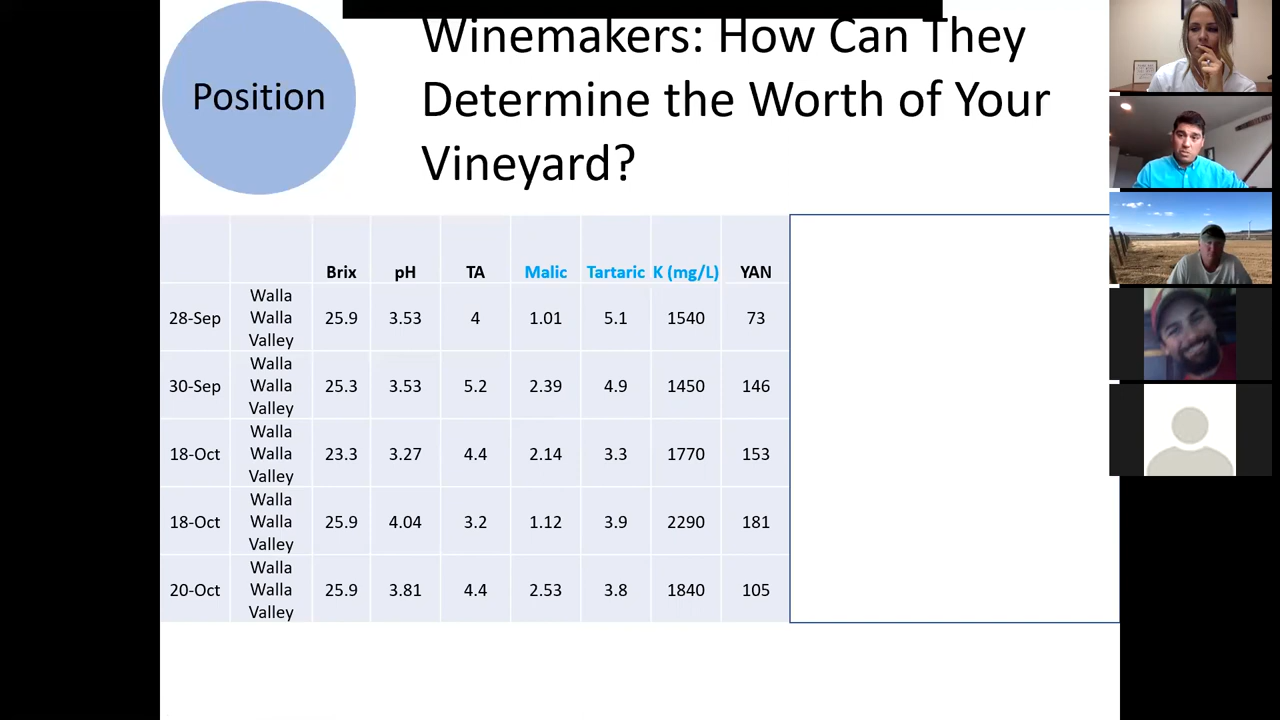 Position
Winemakers: How Can They
Determine the Worth of Your
Vineyard?
Brix pH TA Malic Tartaric K (mg/L) YAN
28-Sep Walla Walla Valley 25.9 3.53 4 1.01 5.1 1540 73
30-Sep Walla Walla Valley 25.3 3.53 5.2 2.39 4.9 1450 146
18-Oct Walla Walla Valley 23.3 3.27 4.4 2.14 3.3 1770 153
18-Oct Walla Walla Valley 25.9 4.04 3.2 1.12 3.9 2290 181
20-Oct Walla Walla Valley 25.9 3.81 4.4 2.53 3.8 1840 105